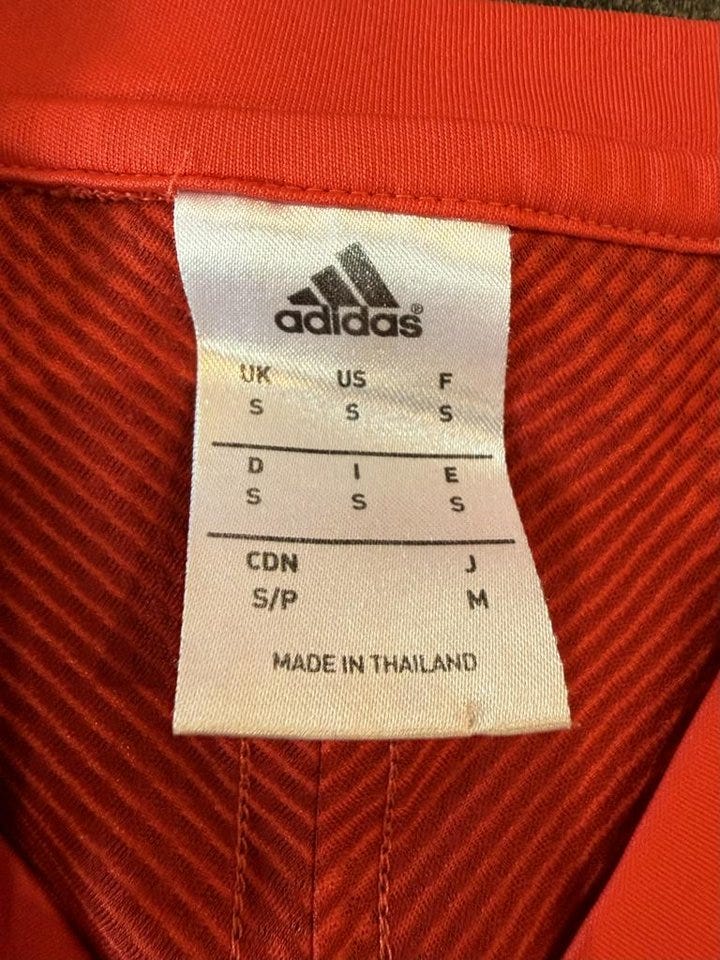 adidas®
UK US F
S S S
D I E
S S S
CDN J
S/P M
MADE IN THAILAND